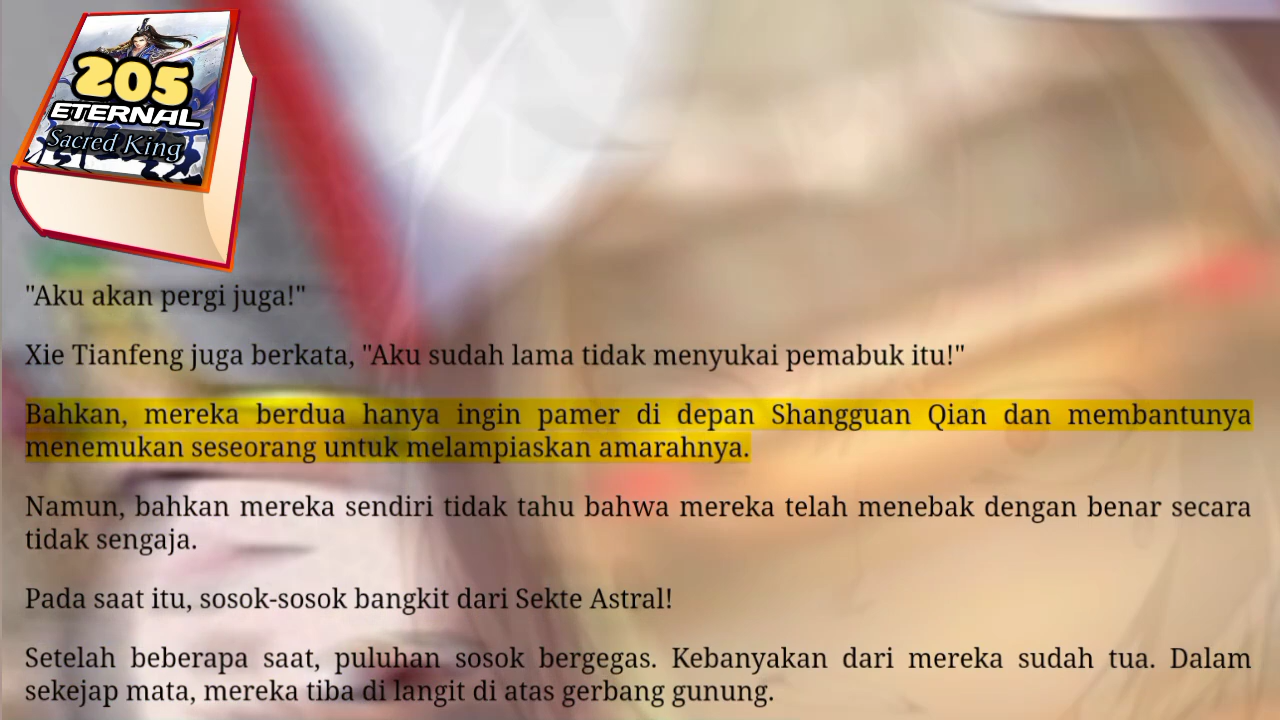 205
ETERNAL
Sacred King
"Aku akan pergi juga!"
Xie Tianfeng juga berkata, "Aku sudah lama tidak menyukai pemabuk itu!"
Bahkan, mereka berdua hanya ingin pamer di depan Shangguan Qian dan membantunya
menemukan seseorang untuk melampiaskan amarahnya.
Namun, bahkan mereka sendiri tidak tahu bahwa mereka telah menebak dengan benar secara
tidak sengaja.
Pada saat itu, sosok-sosok bangkit dari Sekte Astral!
Setelah beberapa saat, puluhan sosok bergegas. Kebanyakan dari mereka sudah tua. Dalam
sekejap mata, mereka tiba di langit di atas gerbang gunung.